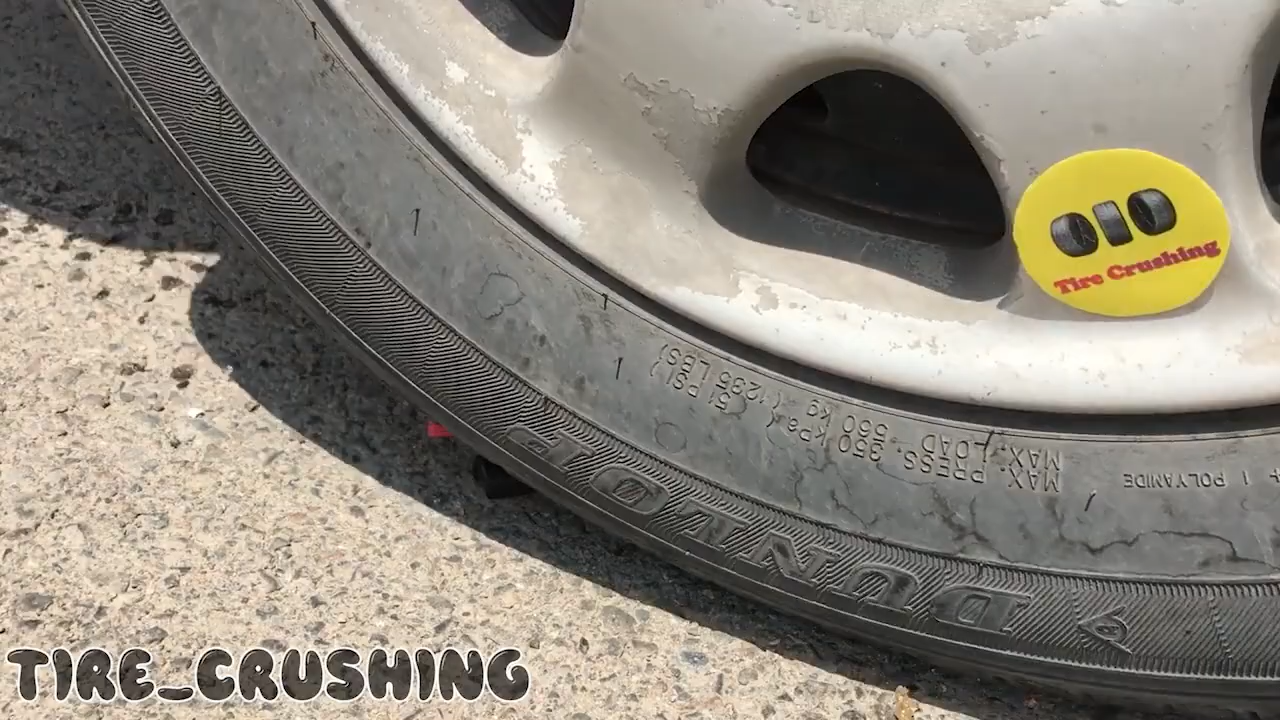 Tire Crushing
MAX. LOAD 560 kg (1235 LBS)
MAX. PRESS. 350 kPa (51 PSI)
1 POLYAMIDE
DUNLOP
TIRE_CRUSHING